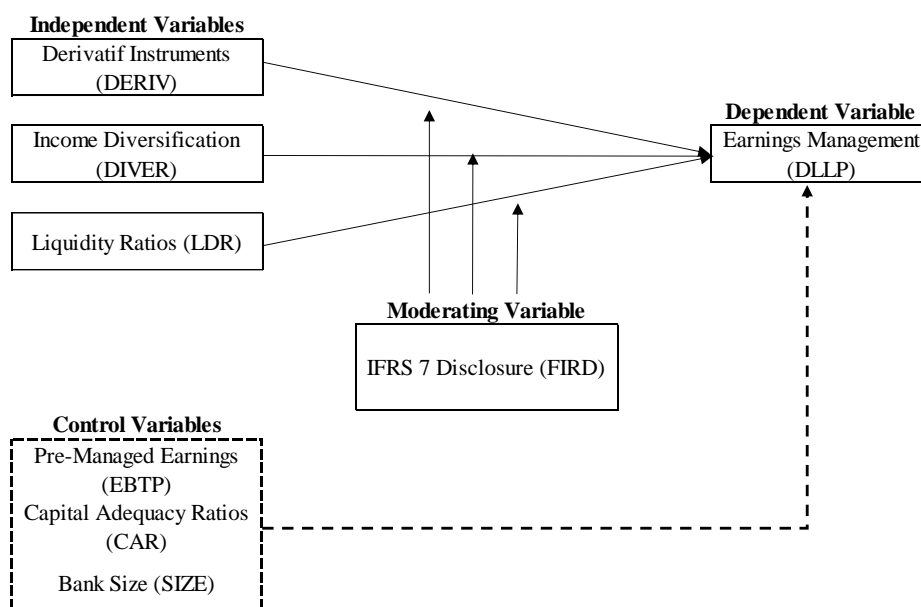 Independent Variables
Derivatif Instruments
(DERIV)
Income Diversification
(DIVER)
Liquidity Ratios (LDR)
Dependent Variable
Earnings Management
(DLLP)
Moderating Variable
IFRS 7 Disclosure (FIRD)
Control Variables
Pre-Managed Earnings
(EBTP)
Capital Adequacy Ratios
(CAR)
Bank Size (SIZE)